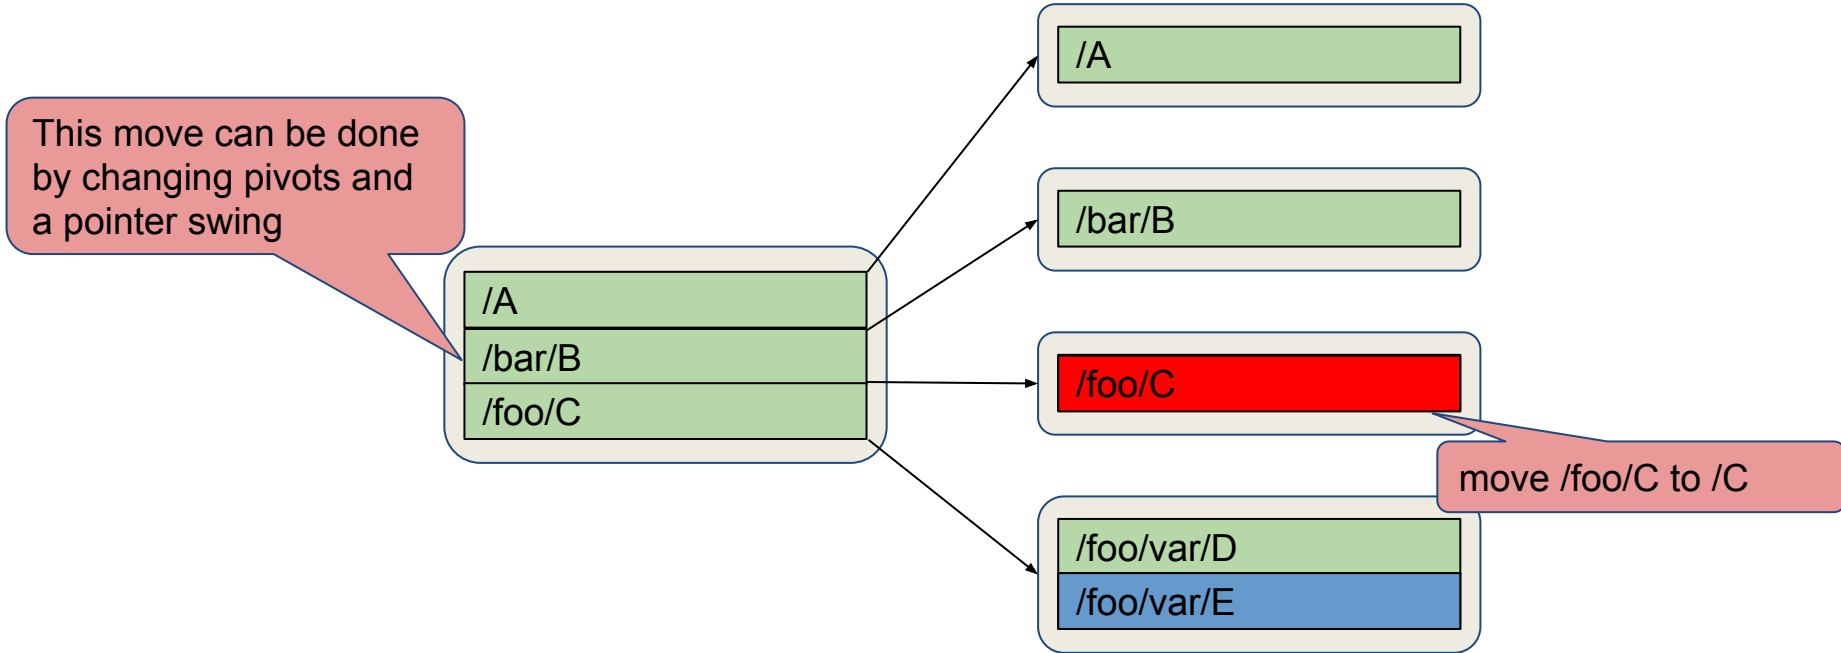 This move can be done
by changing pivots and
a pointer swing
/A
/bar/B
/foo/C
/A
/bar/B
/foo/C
move /foo/C to /C
/foo/var/D
/foo/var/E